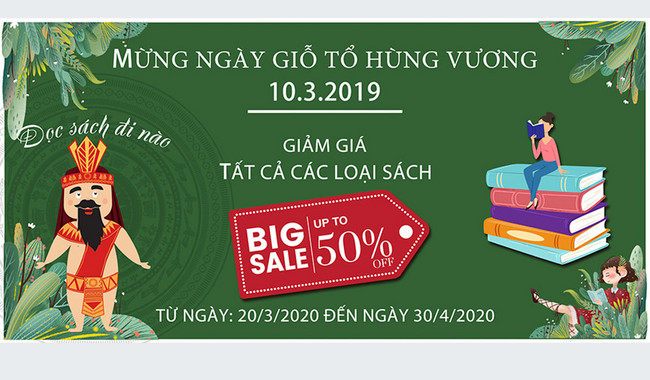 MỪNG NGÀY GIỖ TỔ HÙNG VƯƠNG
10.3.2019
Đọc sách đi nào
GIẢM GIÁ
TẤT CẢ CÁC LOẠI SÁCH
BIG SALE
UP TO
50% OFF
TỪ NGÀY: 20/3/2020 ĐẾN NGÀY 30/4/2020